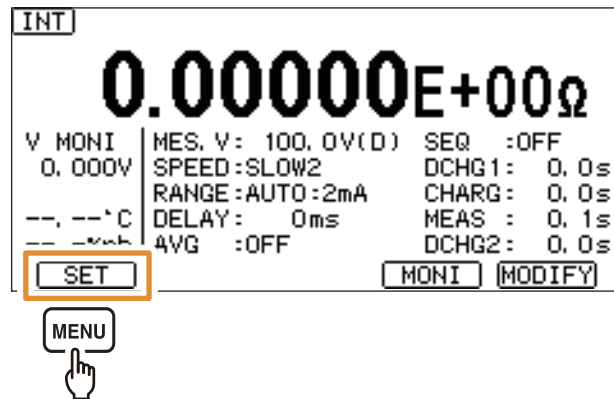 INT
0.00000E+00Ω
V MONI MES. V: 100.0V(D) SEQ :OFF
0.000V SPEED:SLOW2 DCHG1: 0.0s
RANGE:AUTO:2mA CHARG: 0.0s
--.--°C DELAY: 0ms MEAS : 0.1s
AVG :OFF DCHG2: 0.0s
SET MONI MODIFY
MENU